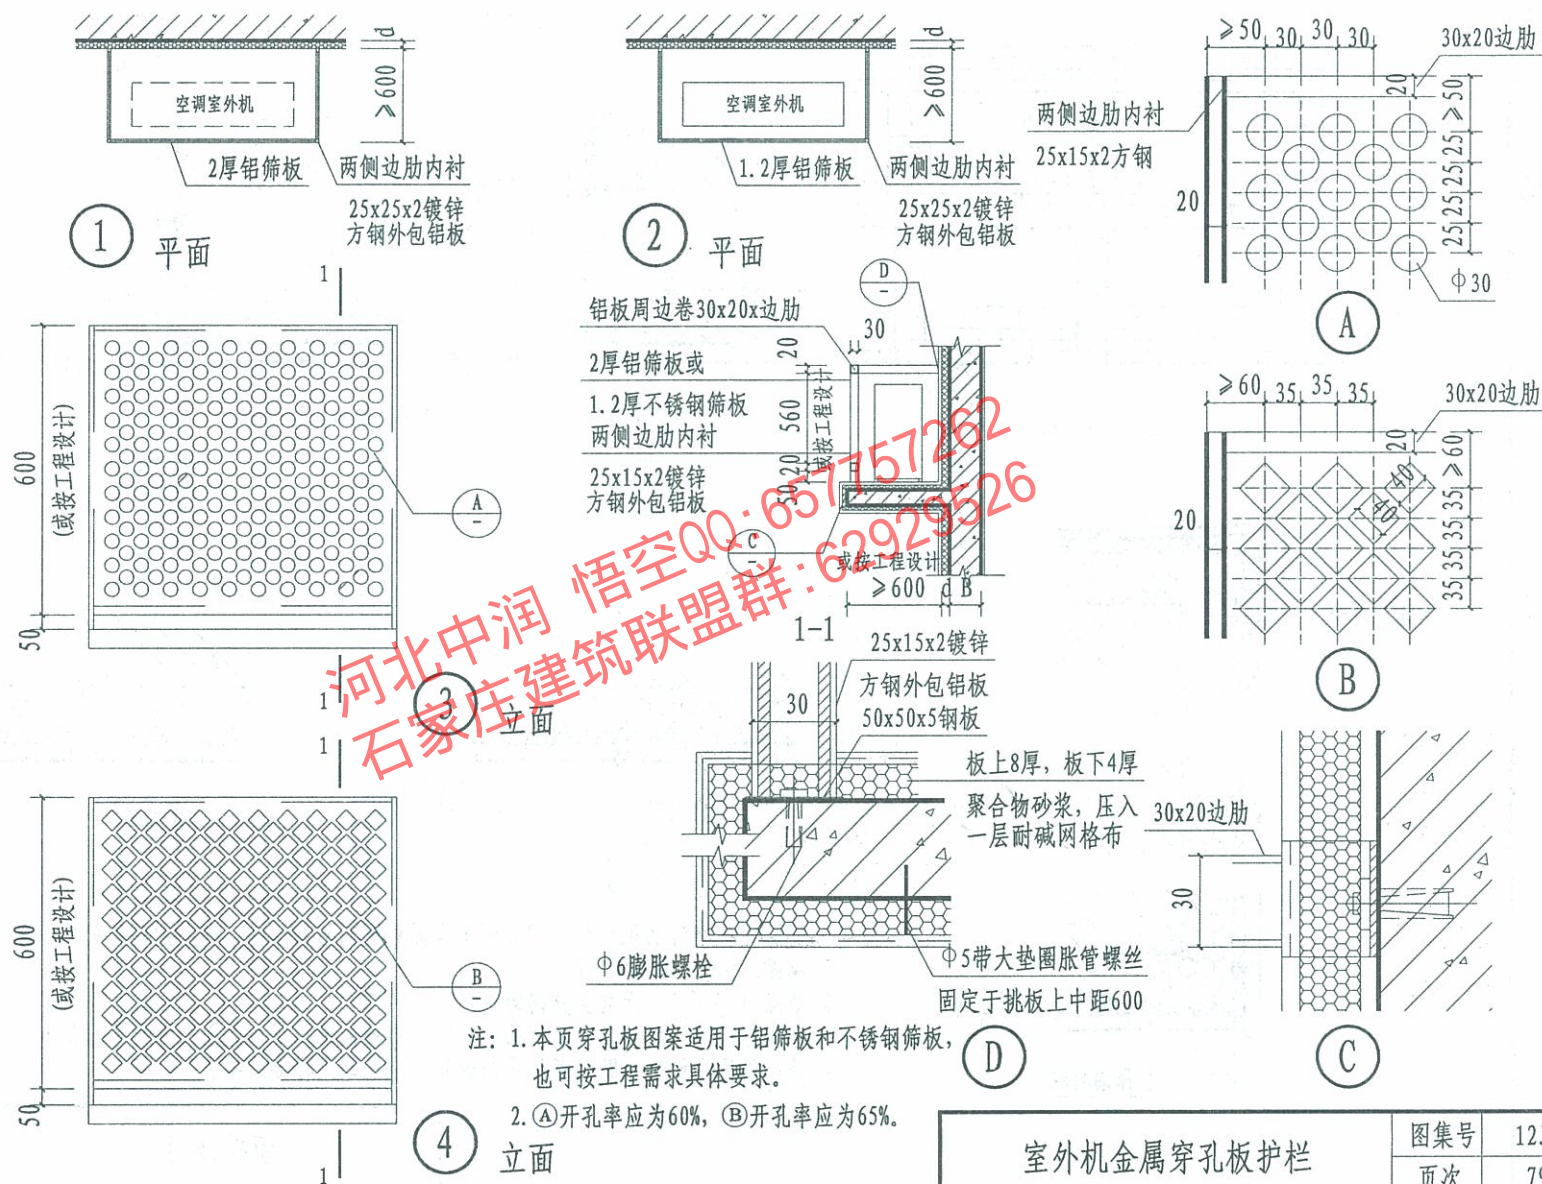 d
≥600
空调室外机
2厚铝筛板
两侧边肋内衬
25x25x2镀锌
方钢外包铝板
1 平面
d
≥600
空调室外机
1.2厚铝筛板
两侧边肋内衬
25x25x2镀锌
方钢外包铝板
2 平面
≥50 30 30 30
30x20边肋
20
≥50
25 25 25 25
两侧边肋内衬
25x15x2方钢
20
ϕ30
A
1
600
(或按工程设计)
50
A
-
1
3 立面
D
-
铝板周边卷30x20x边肋
30
2厚铝筛板或
1.2厚不锈钢筛板
两侧边肋内衬
25x15x2镀锌
方钢外包铝板
20
560
或按工程设计
20
50
C
-
或按工程设计
≥600 d B
1-1
≥60 35 35 35
30x20边肋
20
≥60
35 35 35 35
40 40
20
B
1
600
(或按工程设计)
50
B
-
1
4 立面
25x15x2镀锌
方钢外包铝板
50x50x5钢板
30
板上8厚，板下4厚
聚合物砂浆，压入
一层耐碱网格布
ϕ6膨胀螺栓
ϕ5带大垫圈胀管螺丝
固定于挑板上中距600
D
30x20边肋
30
C
注：1.本页穿孔板图案适用于铝筛板和不锈钢筛板，
也可按工程需求具体要求。
2.Ⓐ开孔率应为60%，Ⓑ开孔率应为65%。
室外机金属穿孔板护栏
图集号 12J
页次 79
河北中润 悟空QQ:657757262
石家庄建筑联盟群:62929526